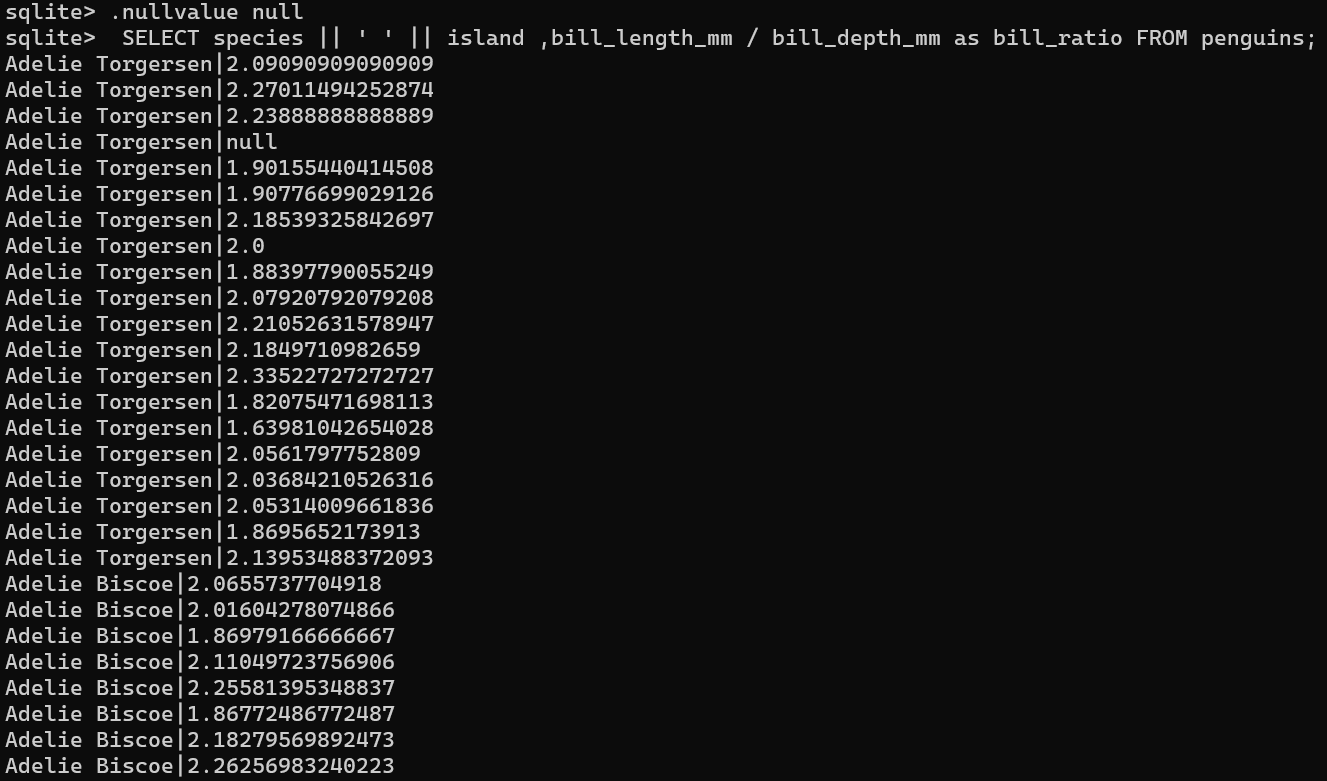 sqlite> .nullvalue null
sqlite>  SELECT species || ' ' || island ,bill_length_mm / bill_depth_mm as bill_ratio FROM penguins;
Adelie Torgersen|2.09090909090909
Adelie Torgersen|2.27011494252874
Adelie Torgersen|2.23888888888889
Adelie Torgersen|null
Adelie Torgersen|1.90155440414508
Adelie Torgersen|1.90776699029126
Adelie Torgersen|2.18539325842697
Adelie Torgersen|2.0
Adelie Torgersen|1.88397790055249
Adelie Torgersen|2.07920792079208
Adelie Torgersen|2.21052631578947
Adelie Torgersen|2.1849710982659
Adelie Torgersen|2.33522727272727
Adelie Torgersen|1.82075471698113
Adelie Torgersen|1.63981042654028
Adelie Torgersen|2.0561797752809
Adelie Torgersen|2.03684210526316
Adelie Torgersen|2.05314009661836
Adelie Torgersen|1.8695652173913
Adelie Torgersen|2.13953488372093
Adelie Biscoe|2.0655737704918
Adelie Biscoe|2.01604278074866
Adelie Biscoe|1.86979166666667
Adelie Biscoe|2.11049723756906
Adelie Biscoe|2.25581395348837
Adelie Biscoe|1.86772486772487
Adelie Biscoe|2.18279569892473
Adelie Biscoe|2.26256983240223